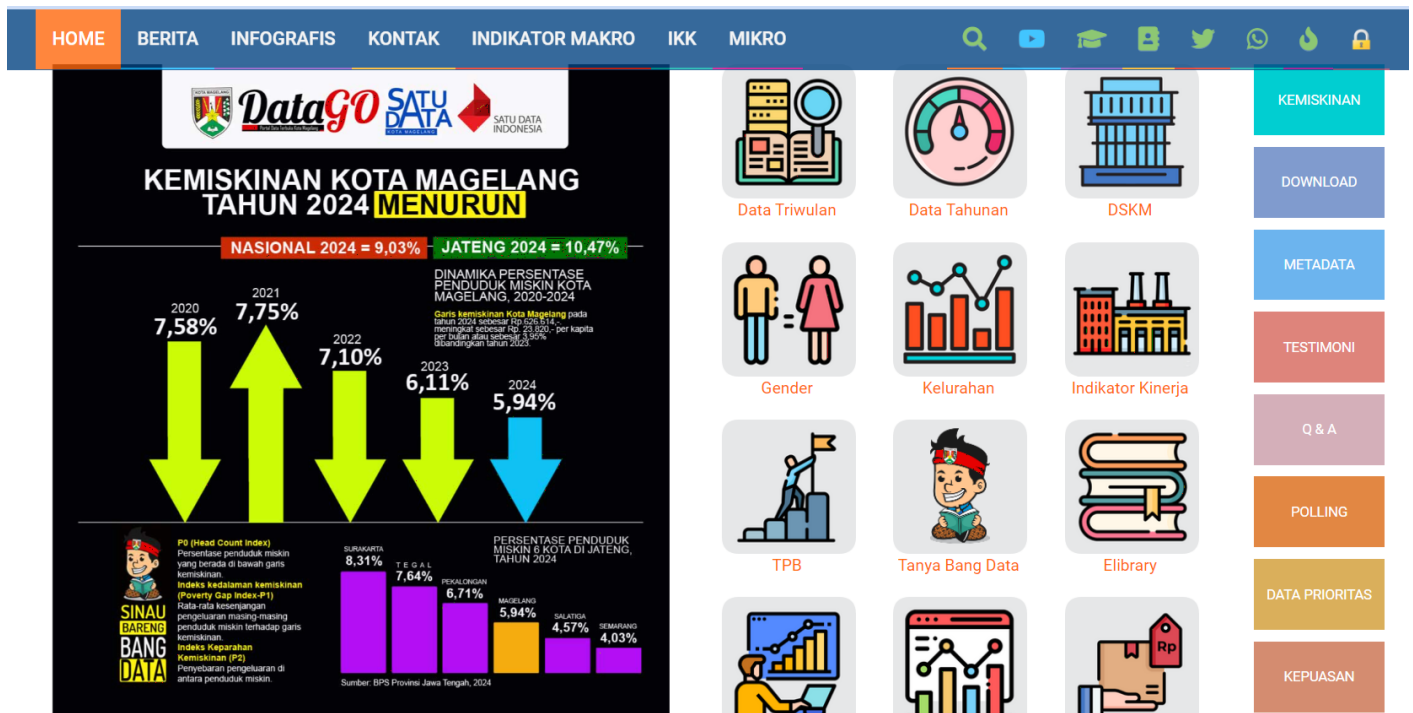 HOME BERITA INFOGRAFIS KONTAK INDIKATOR MAKRO IKK MIKRO
KOTA MAGELANG
DataGO
Portal Data Terbuka Kota Magelang
SATU
DATA
KOTA MAGELANG
SATU DATA
INDONESIA
KEMISKINAN KOTA MAGELANG
TAHUN 2024 MENURUN
NASIONAL 2024 = 9,03% JATENG 2024 = 10,47%
DINAMIKA PERSENTASE
PENDUDUK MISKIN KOTA
MAGELANG, 2020-2024
Garis kemiskinan Kota Magelang pada
tahun 2024 sebesar Rp.626.614,-
meningkat sebesar Rp. 23.820,- per kapita
per bulan atau sebesar 3,95%
dibandingkan tahun 2023.
2020
7,58%
2021
7,75%
2022
7,10%
2023
6,11%
2024
5,94%
SINAU
BARENG
BANG
DATA
P0 (Head Count Index)
Persentase penduduk miskin
yang berada di bawah garis
kemiskinan.
Indeks kedalaman kemiskinan
(Poverty Gap Index-P1)
Rata-rata kesenjangan
pengeluaran masing-masing
penduduk miskin terhadap garis
kemiskinan.
Indeks Keparahan
Kemiskinan (P2)
Penyebaran pengeluaran di
antara penduduk miskin.
PERSENTASE PENDUDUK
MISKIN 6 KOTA DI JATENG,
TAHUN 2024
SURAKARTA
8,31%
TEGAL
7,64%
PEKALONGAN
6,71%
MAGELANG
5,94%
SALATIGA
4,57%
SEMARANG
4,03%
Sumber: BPS Provinsi Jawa Tengah, 2024
Data Triwulan
Data Tahunan
DSKM
Gender
Kelurahan
Indikator Kinerja
TPB
Tanya Bang Data
Elibrary
Rp
KEMISKINAN
DOWNLOAD
METADATA
TESTIMONI
Q & A
POLLING
DATA PRIORITAS
KEPUASAN